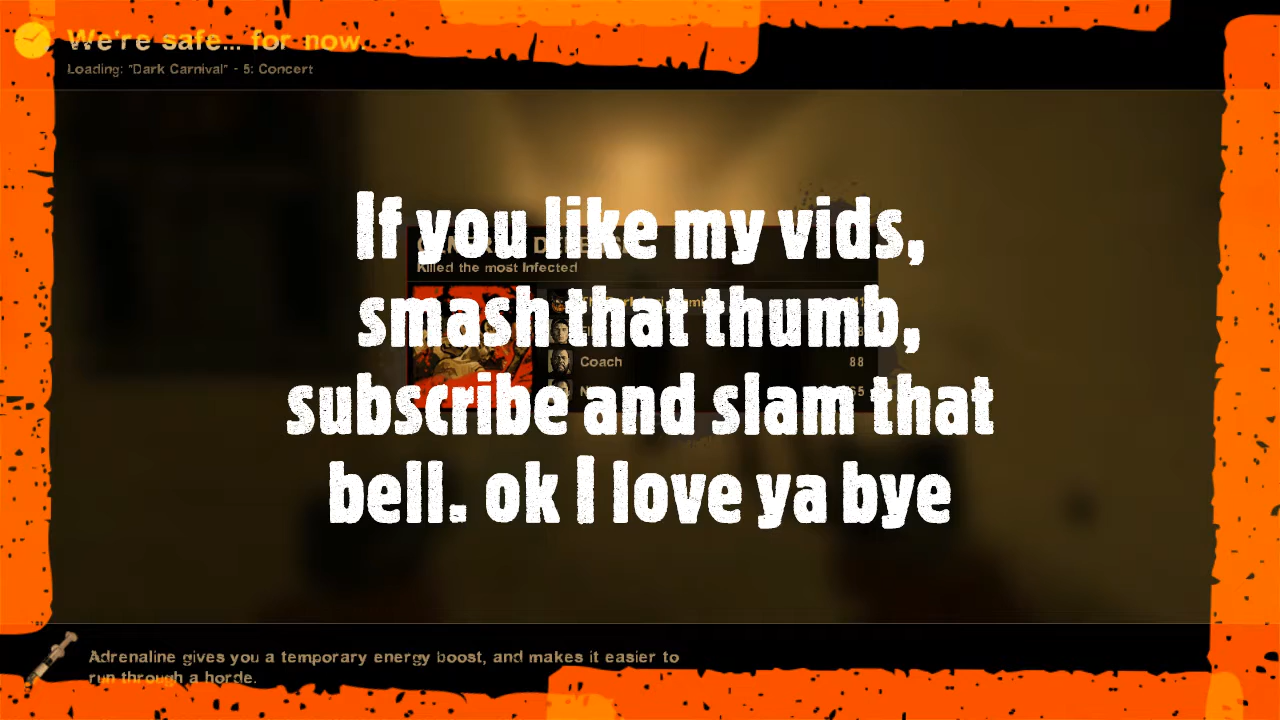 We're safe... for now.
Loading: "Dark Carnival" - 5: Concert
If you like my vids,
Killed the most Infected
smash that thumb,
Coach 88
subscribe and slam that
bell. ok I love ya bye
Adrenaline gives you a temporary energy boost, and makes it easier to
run through a horde.